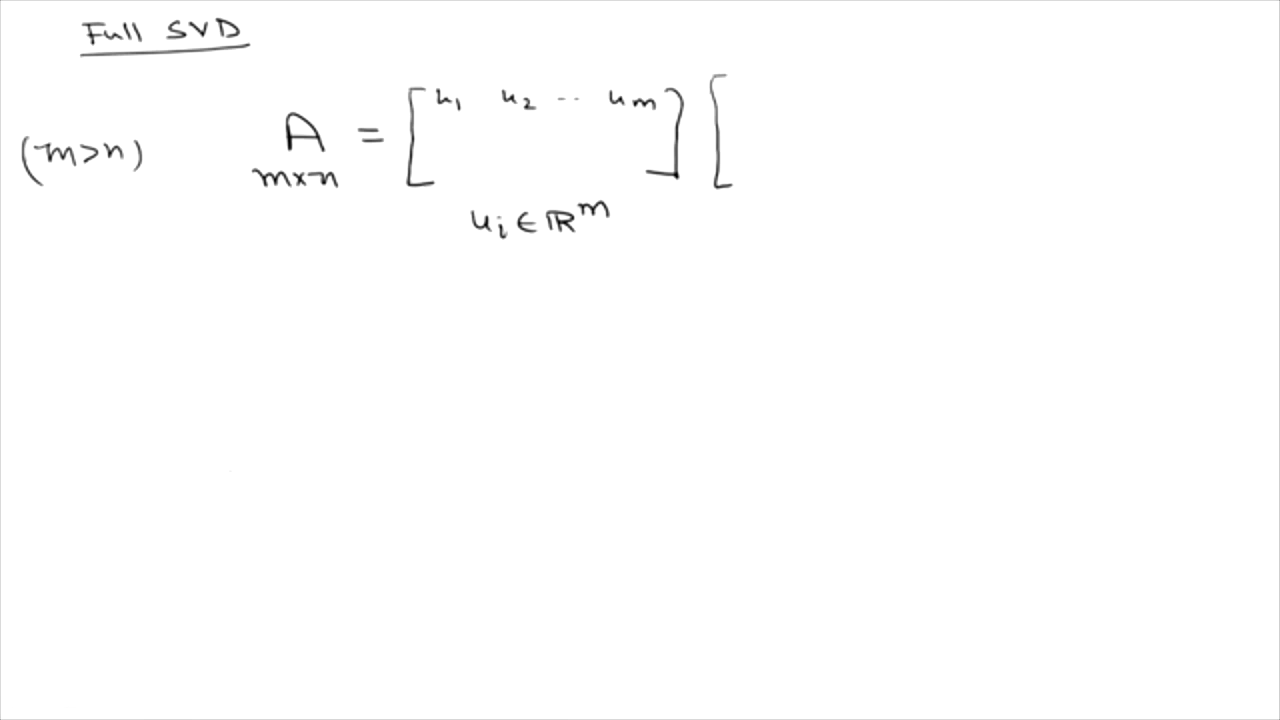 Full SVD
(m>n) A = [u₁ u₂ .. uₘ] [
m×n
uᵢ ∈ ℝᵐ